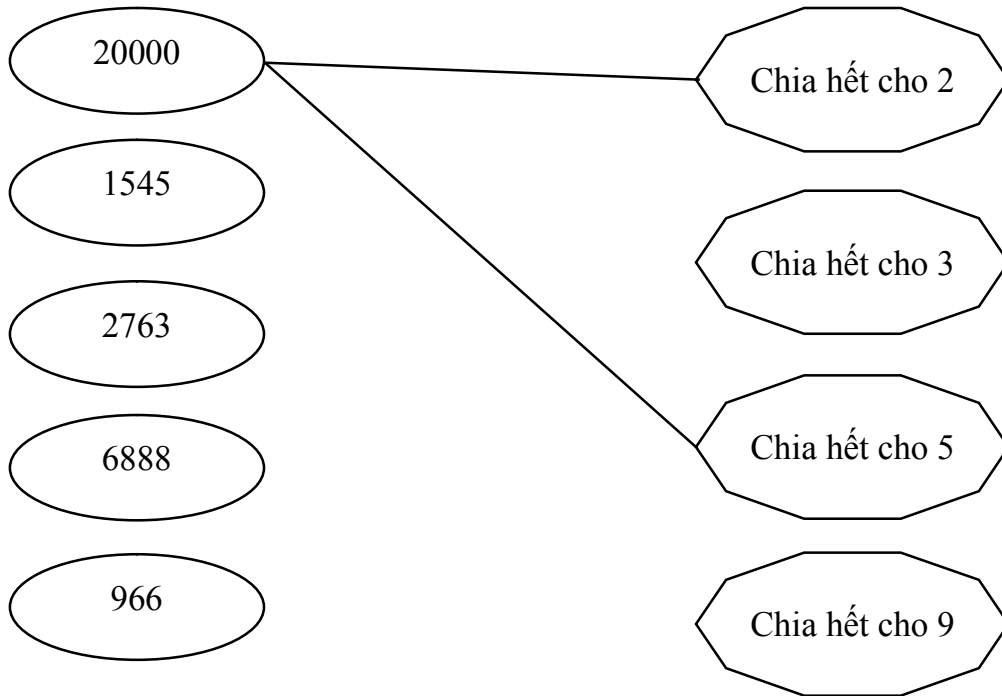 20000
Chia hết cho 2
1545
Chia hết cho 3
2763
Chia hết cho 5
6888
966
Chia hết cho 9